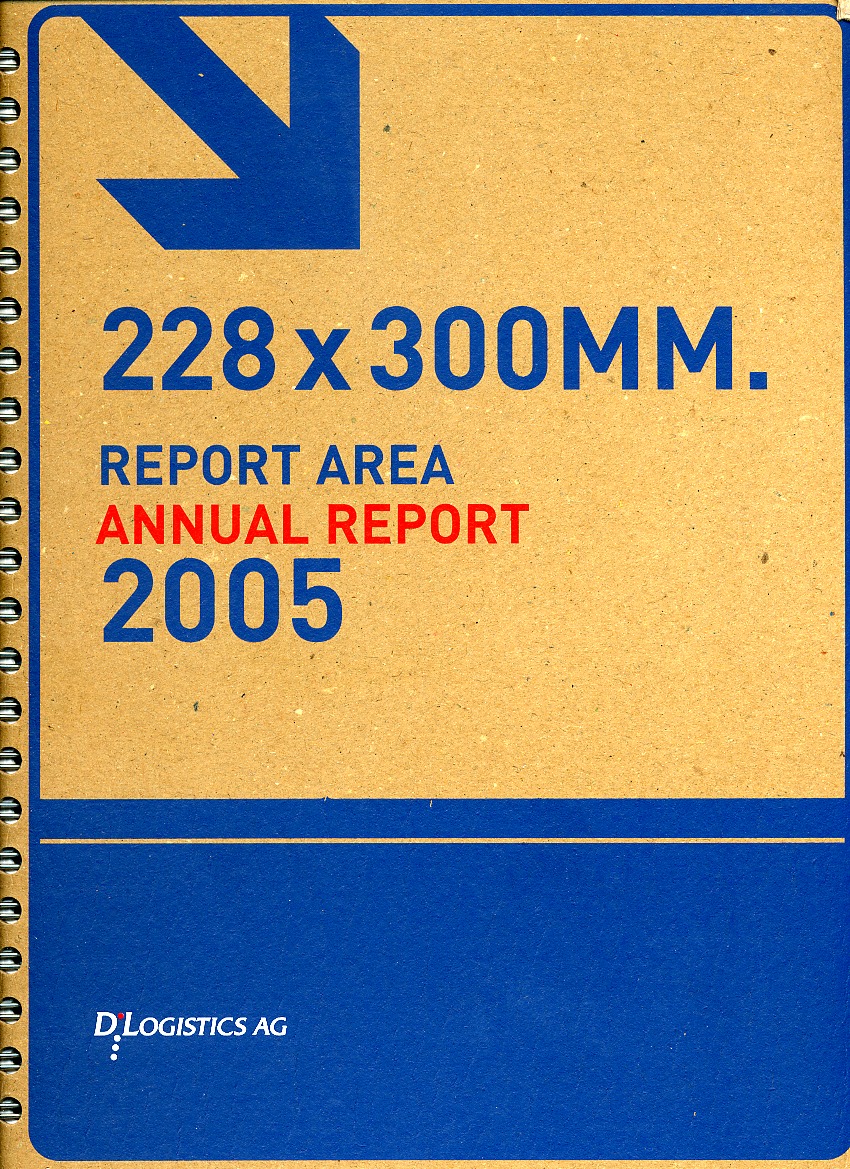 228 x 300MM.
REPORT AREA
ANNUAL REPORT
2005
D.LOGISTICS AG